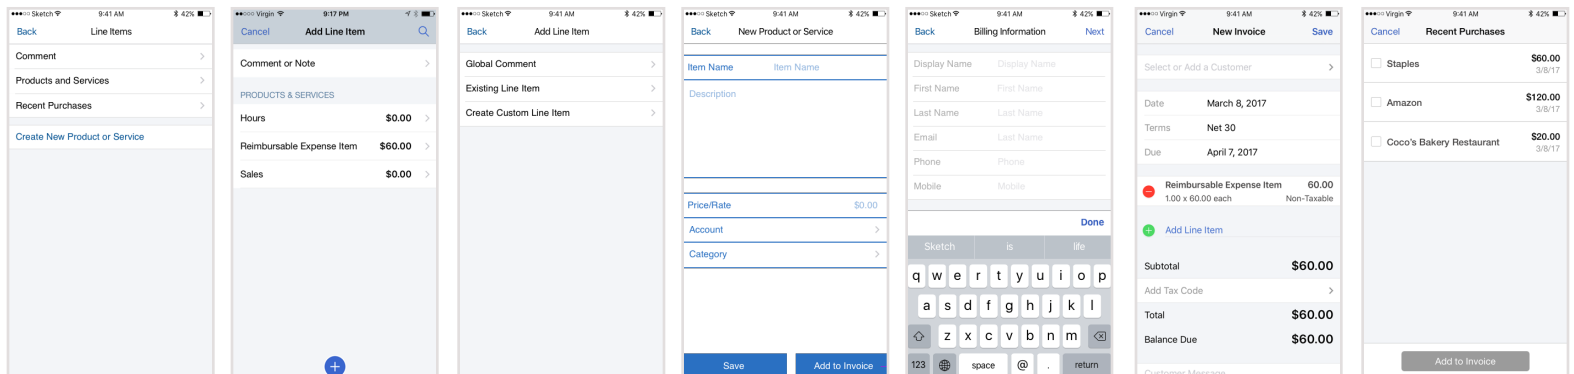 Sketch 9:41 AM 42%
Back Line Items
Comment
Products and Services
Recent Purchases
Create New Product or Service
Virgin 9:17 PM
Cancel Add Line Item
Comment or Note
PRODUCTS & SERVICES
Hours $0.00
Reimbursable Expense Item $60.00
Sales $0.00
Sketch 9:41 AM 42%
Back Add Line Item
Global Comment
Existing Line Item
Create Custom Line Item
Sketch 9:41 AM 42%
Back New Product or Service
Item Name Item Name
Description
Price/Rate $0.00
Account
Category
Save Add to Invoice
Sketch 9:41 AM 42%
Back Billing Information Next
Display Name Display Name
First Name First Name
Last Name Last Name
Email Last Name
Phone Phone
Mobile Mobile
Done
Sketch is life
q w e r t y u i o p
a s d f g h j k l
z x c v b n m
123 space @ . return
Virgin 9:41 AM 42%
Cancel New Invoice Save
Select or Add a Customer
Date March 8, 2017
Terms Net 30
Due April 7, 2017
Reimbursable Expense Item 60.00
1.00 x 60.00 each Non-Taxable
Add Line Item
Subtotal $60.00
Add Tax Code
Total $60.00
Balance Due $60.00
Customer Message
Virgin 9:41 AM 42%
Cancel Recent Purchases
Staples $60.00
3/8/17
Amazon $120.00
3/8/17
Coco's Bakery Restaurant $20.00
3/8/17
Add to Invoice